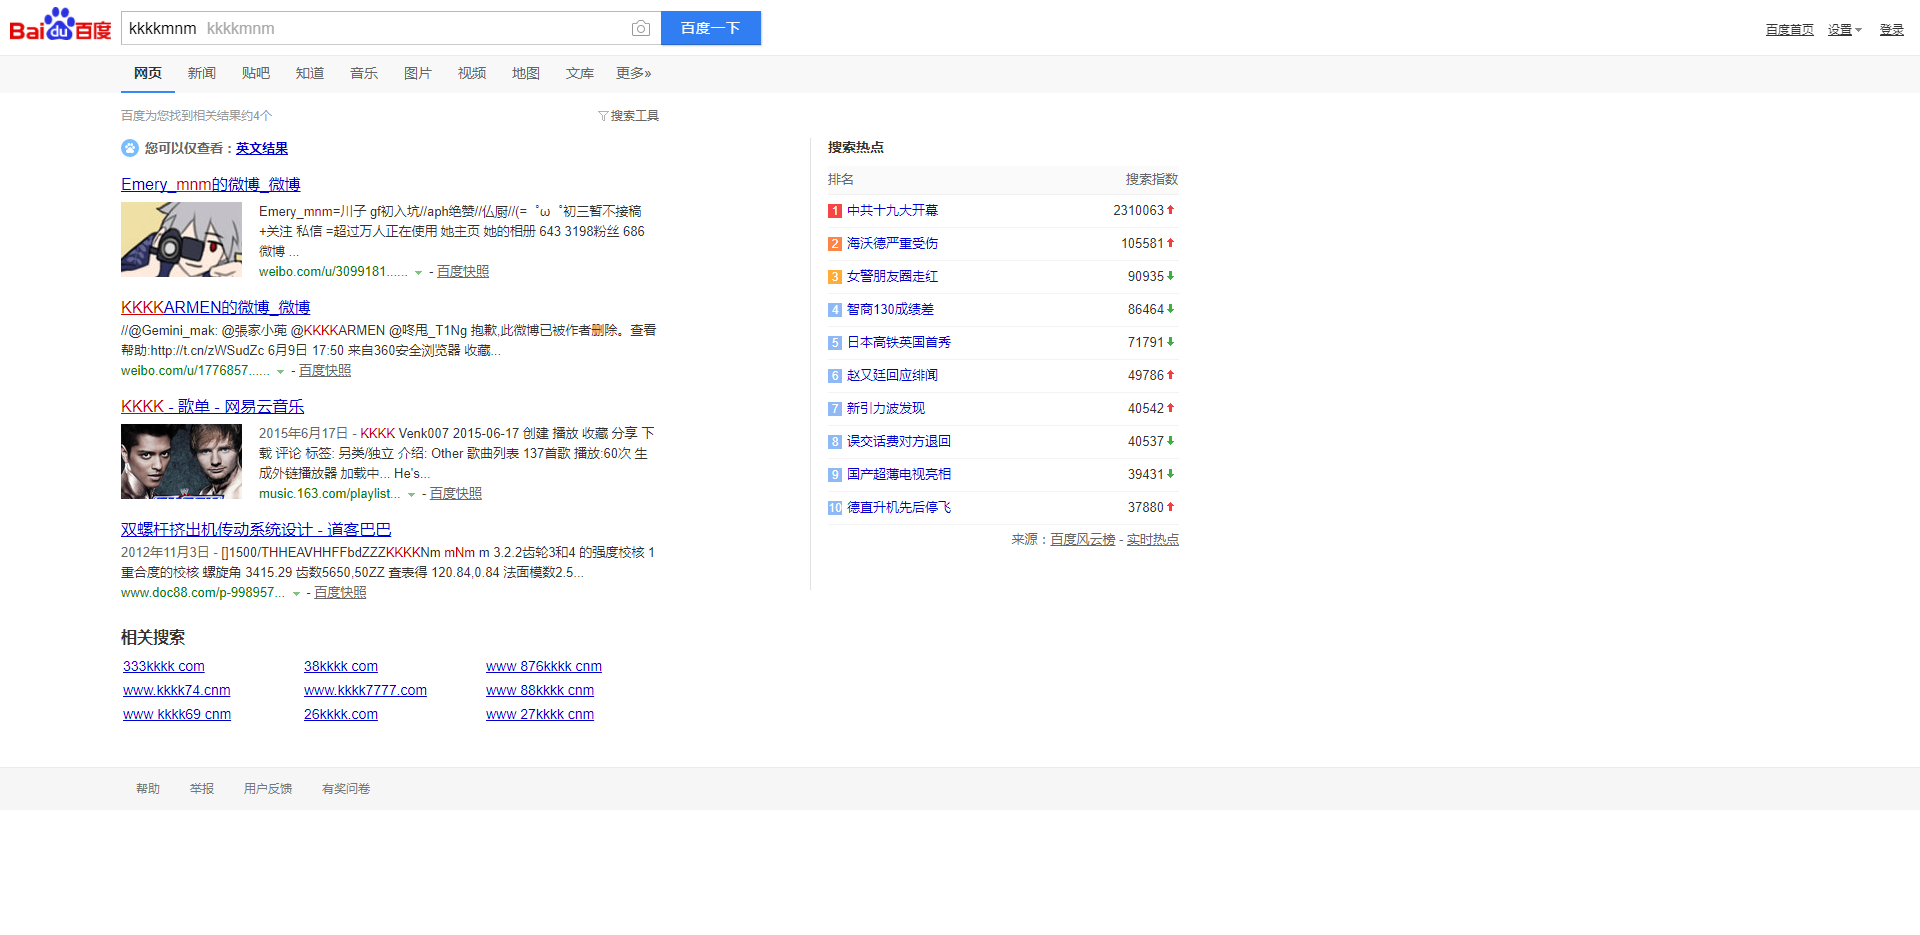 Baidu百度 kkkkmnm kkkkmnm 百度一下 百度首页 设置 登录
网页 新闻 贴吧 知道 音乐 图片 视频 地图 文库 更多»
百度为您找到相关结果约4个 搜索工具
您可以仅查看：英文结果
Emery_mnm的微博_微博
Emery_mnm=川子 gf初入坑//aph绝赞//仏厨//(=゜ω゜初三暂不接稿
+关注 私信 =超过万人正在使用 她主页 她的相册 643 3198粉丝 686
微博 ...
weibo.com/u/3099181...... - 百度快照
KKKKARMEN的微博_微博
//@Gemini_mak: @張家小蔸 @KKKKARMEN @咚甩_T1Ng 抱歉,此微博已被作者删除。查看
帮助:http://t.cn/zWSudZc 6月9日 17:50 来自360安全浏览器 收藏...
weibo.com/u/1776857...... - 百度快照
KKKK - 歌单 - 网易云音乐
2015年6月17日 - KKKK Venk007 2015-06-17 创建 播放 收藏 分享 下
载 评论 标签: 另类/独立 介绍: Other 歌曲列表 137首歌 播放:60次 生
成外链播放器 加载中... He's...
music.163.com/playlist... - 百度快照
双螺杆挤出机传动系统设计 - 道客巴巴
2012年11月3日 - []1500/THHEAVHHFFbdZZZKKKKNm mNm m 3.2.2齿轮3和4 的强度校核 1
重合度的校核 螺旋角 3415.29 齿数5650,50ZZ 查表得 120.84,0.84 法面模数2.5...
www.doc88.com/p-998957... - 百度快照
相关搜索
333kkkk com 38kkkk com www 876kkkk cnm
www.kkkk74.cnm www.kkkk7777.com www 88kkkk cnm
www kkkk69 cnm 26kkkk.com www 27kkkk cnm
搜索热点
排名 搜索指数
1 中共十九大开幕 2310063
2 海沃德严重受伤 105581
3 女警朋友圈走红 90935
4 智商130成绩差 86464
5 日本高铁英国首秀 71791
6 赵又廷回应绯闻 49786
7 新引力波发现 40542
8 误交话费对方退回 40537
9 国产超薄电视亮相 39431
10 德直升机先后停飞 37880
来源：百度风云榜 - 实时热点
帮助 举报 用户反馈 有奖问卷